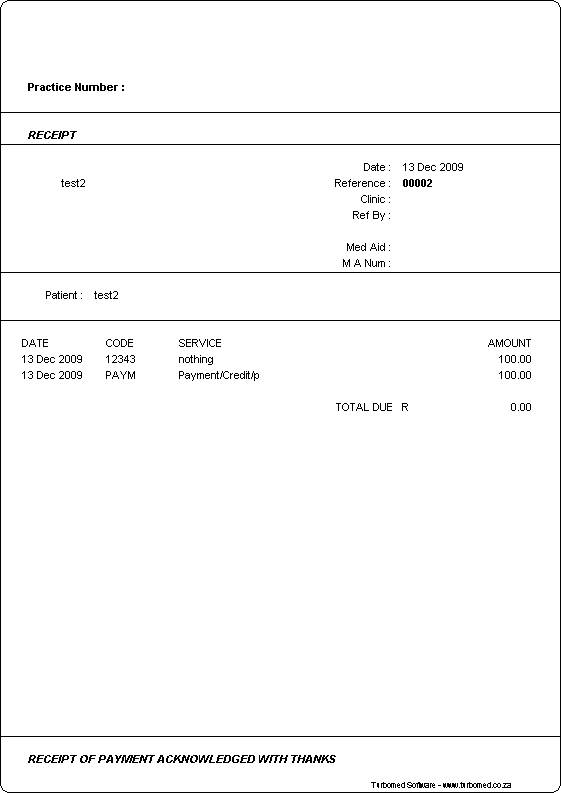 Practice Number :
RECEIPT
Date : 13 Dec 2009
test2 Reference : 00002
Clinic :
Ref By :
Med Aid :
M A Num :
Patient : test2
DATE CODE SERVICE AMOUNT
13 Dec 2009 12343 nothing 100.00
13 Dec 2009 PAYM Payment/Credit/p 100.00
TOTAL DUE R 0.00
RECEIPT OF PAYMENT ACKNOWLEDGED WITH THANKS
Turbomed Software - www.turbomed.co.za